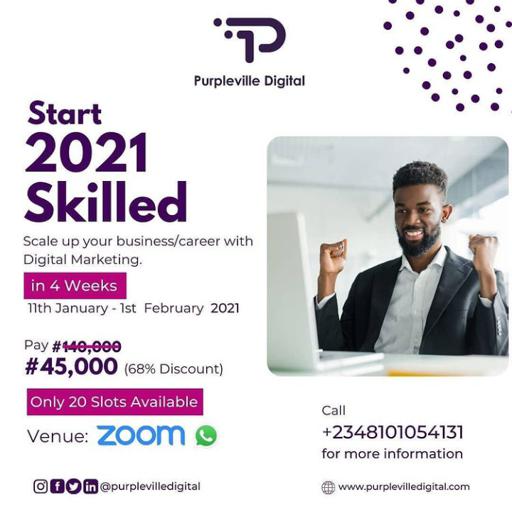 Purpleville Digital
Start
2021
Skilled
Scale up your business/career with
Digital Marketing.
in 4 Weeks
11th January - 1st February 2021
Pay #140,000
#45,000 (68% Discount)
Only 20 Slots Available
Venue: zoom
Call
+2348101054131
for more information
@purplevilledigital
www.purplevilledigital.com